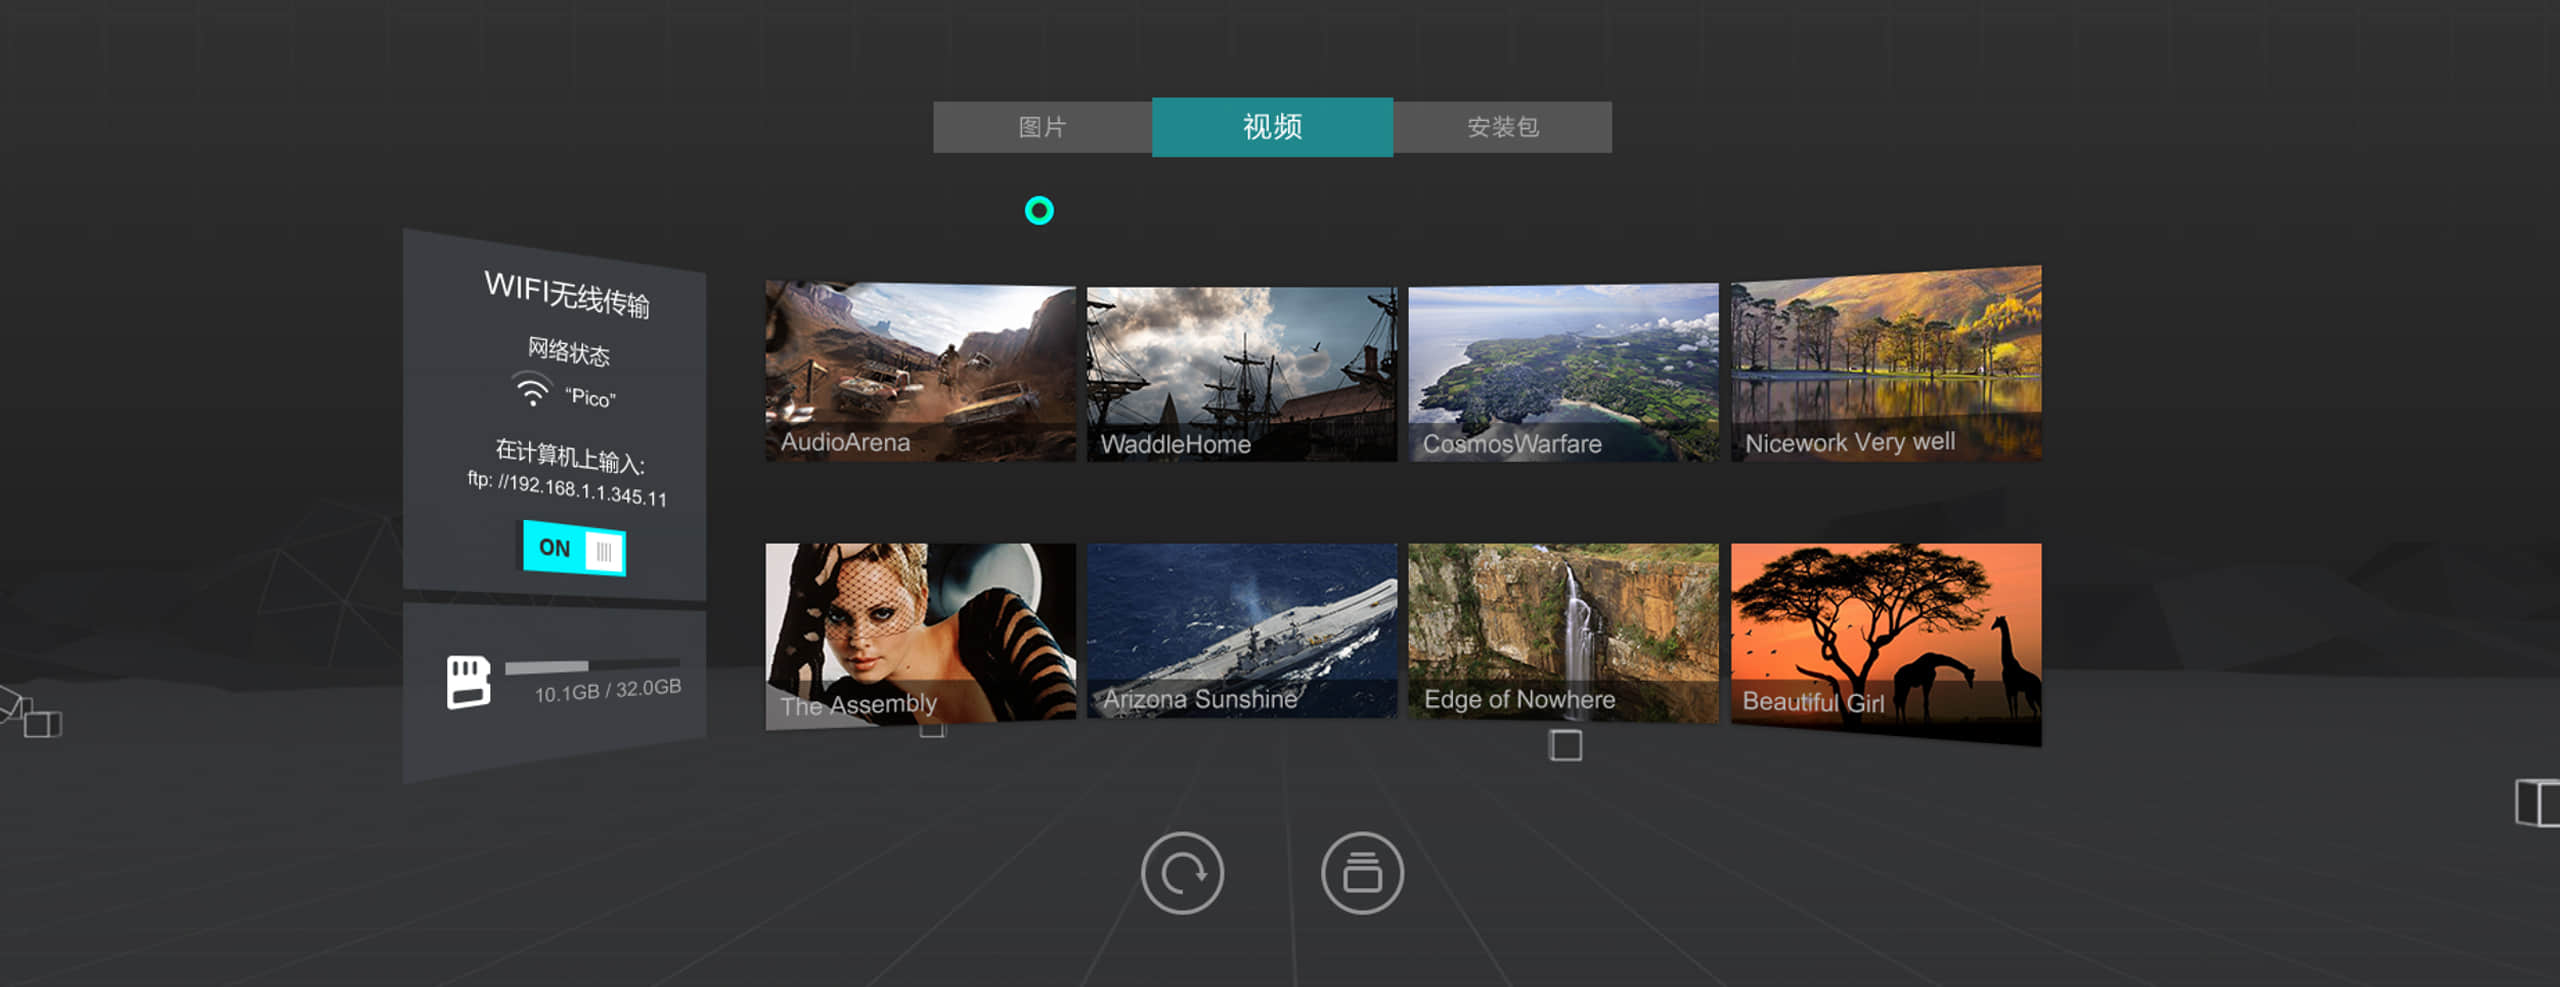 图片
视频
安装包
WIFI无线传输
网络状态
“Pico”
在计算机上输入:
ftp: //192.168.1.1.345.11
ON
10.1GB / 32.0GB
AudioArena
WaddleHome
CosmosWarfare
Nicework Very well
The Assembly
Arizona Sunshine
Edge of Nowhere
Beautiful Girl